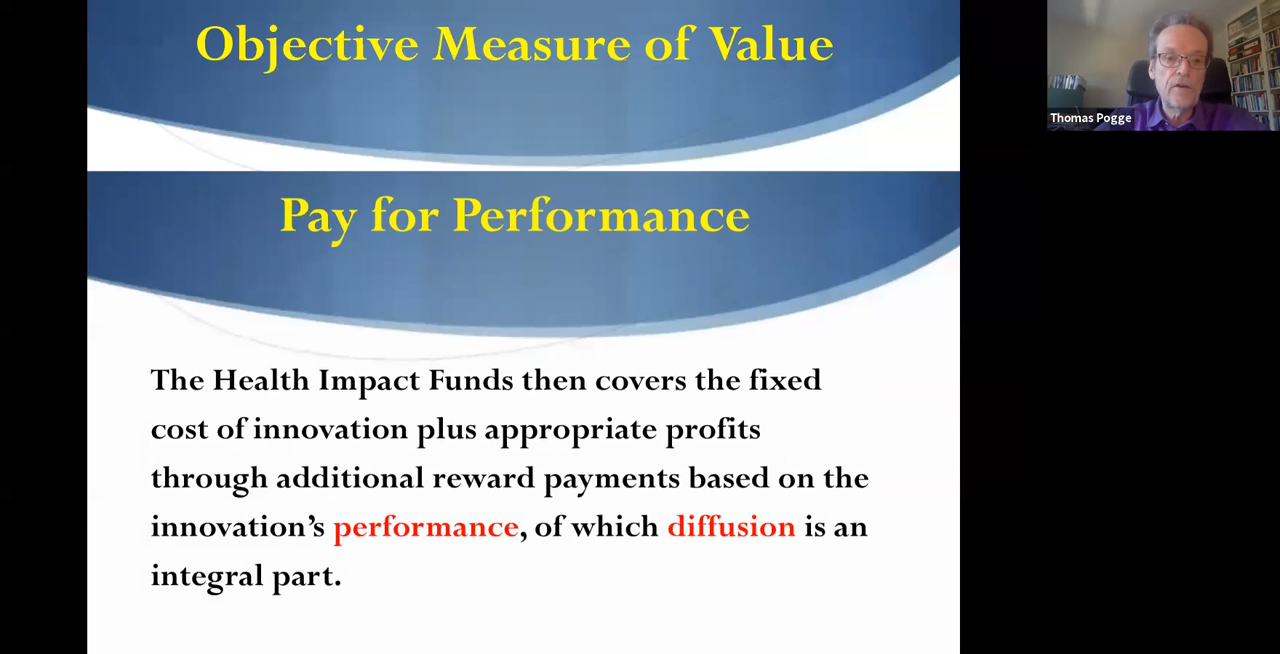 Objective Measure of Value
Thomas Pogge
Pay for Performance
The Health Impact Funds then covers the fixed
cost of innovation plus appropriate profits
through additional reward payments based on the
innovation’s performance, of which diffusion is an
integral part.